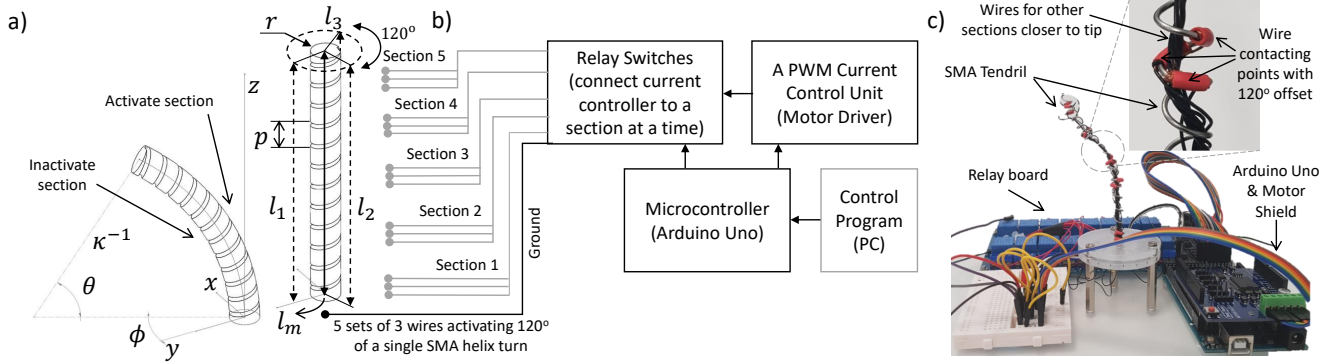 a)
r
l₃
120°
z
Activate section
p
Inactivate
section
l₁
l₂
κ⁻¹
θ
x
ϕ
y
lₘ
b)
Section 5
Section 4
Section 3
Section 2
Section 1
Relay Switches
(connect current
controller to a
section at a time)
A PWM Current
Control Unit
(Motor Driver)
Microcontroller
(Arduino Uno)
Control
Program
(PC)
Ground
5 sets of 3 wires activating 120°
of a single SMA helix turn
c)
Wires for other
sections closer to tip
SMA Tendril
Wire
contacting
points with
120° offset
Relay board
Arduino Uno
& Motor
Shield